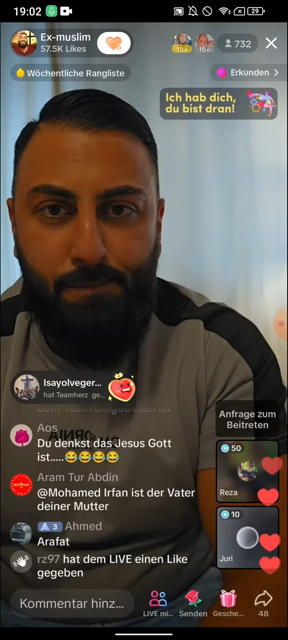 19:02
29
Ex-muslim
57.5K Likes
10+
10+
732
Wöchentliche Rangliste
Erkunden >
Ich hab dich,
du bist dran!
Isayolveger...
hat Teamherz ge...
Aos
Du denkst das Jesus Gott
ist.....😂😂😂😂
Aram Tur Abdin
@Mohamed Irfan ist der Vater
deiner Mutter
3 Ahmed
Arafat
rz97 hat dem LIVE einen Like
gegeben
Anfrage zum
Beitreten
50
Reza
10
Juri
Kommentar hinz...
LIVE mi...
Senden
Gesche...
48